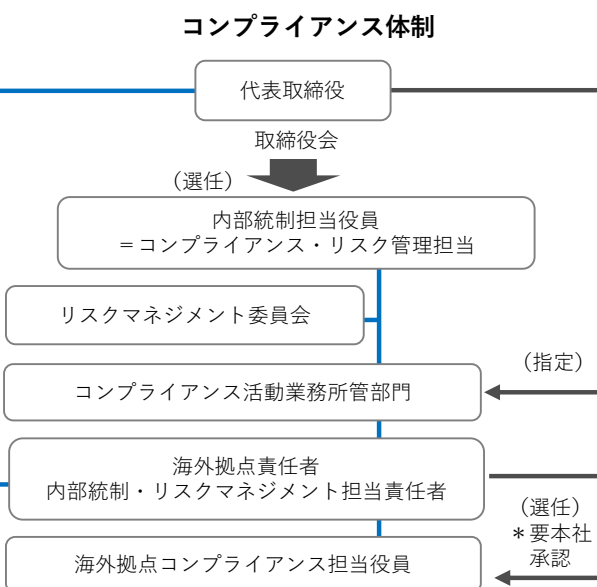 コンプライアンス体制
代表取締役
取締役会
（選任）
内部統制担当役員
＝コンプライアンス・リスク管理担当
リスクマネジメント委員会
（指定）
コンプライアンス活動業務所管部門
海外拠点責任者
内部統制・リスクマネジメント担当責任者
（選任）
＊要本社
承認
海外拠点コンプライアンス担当役員